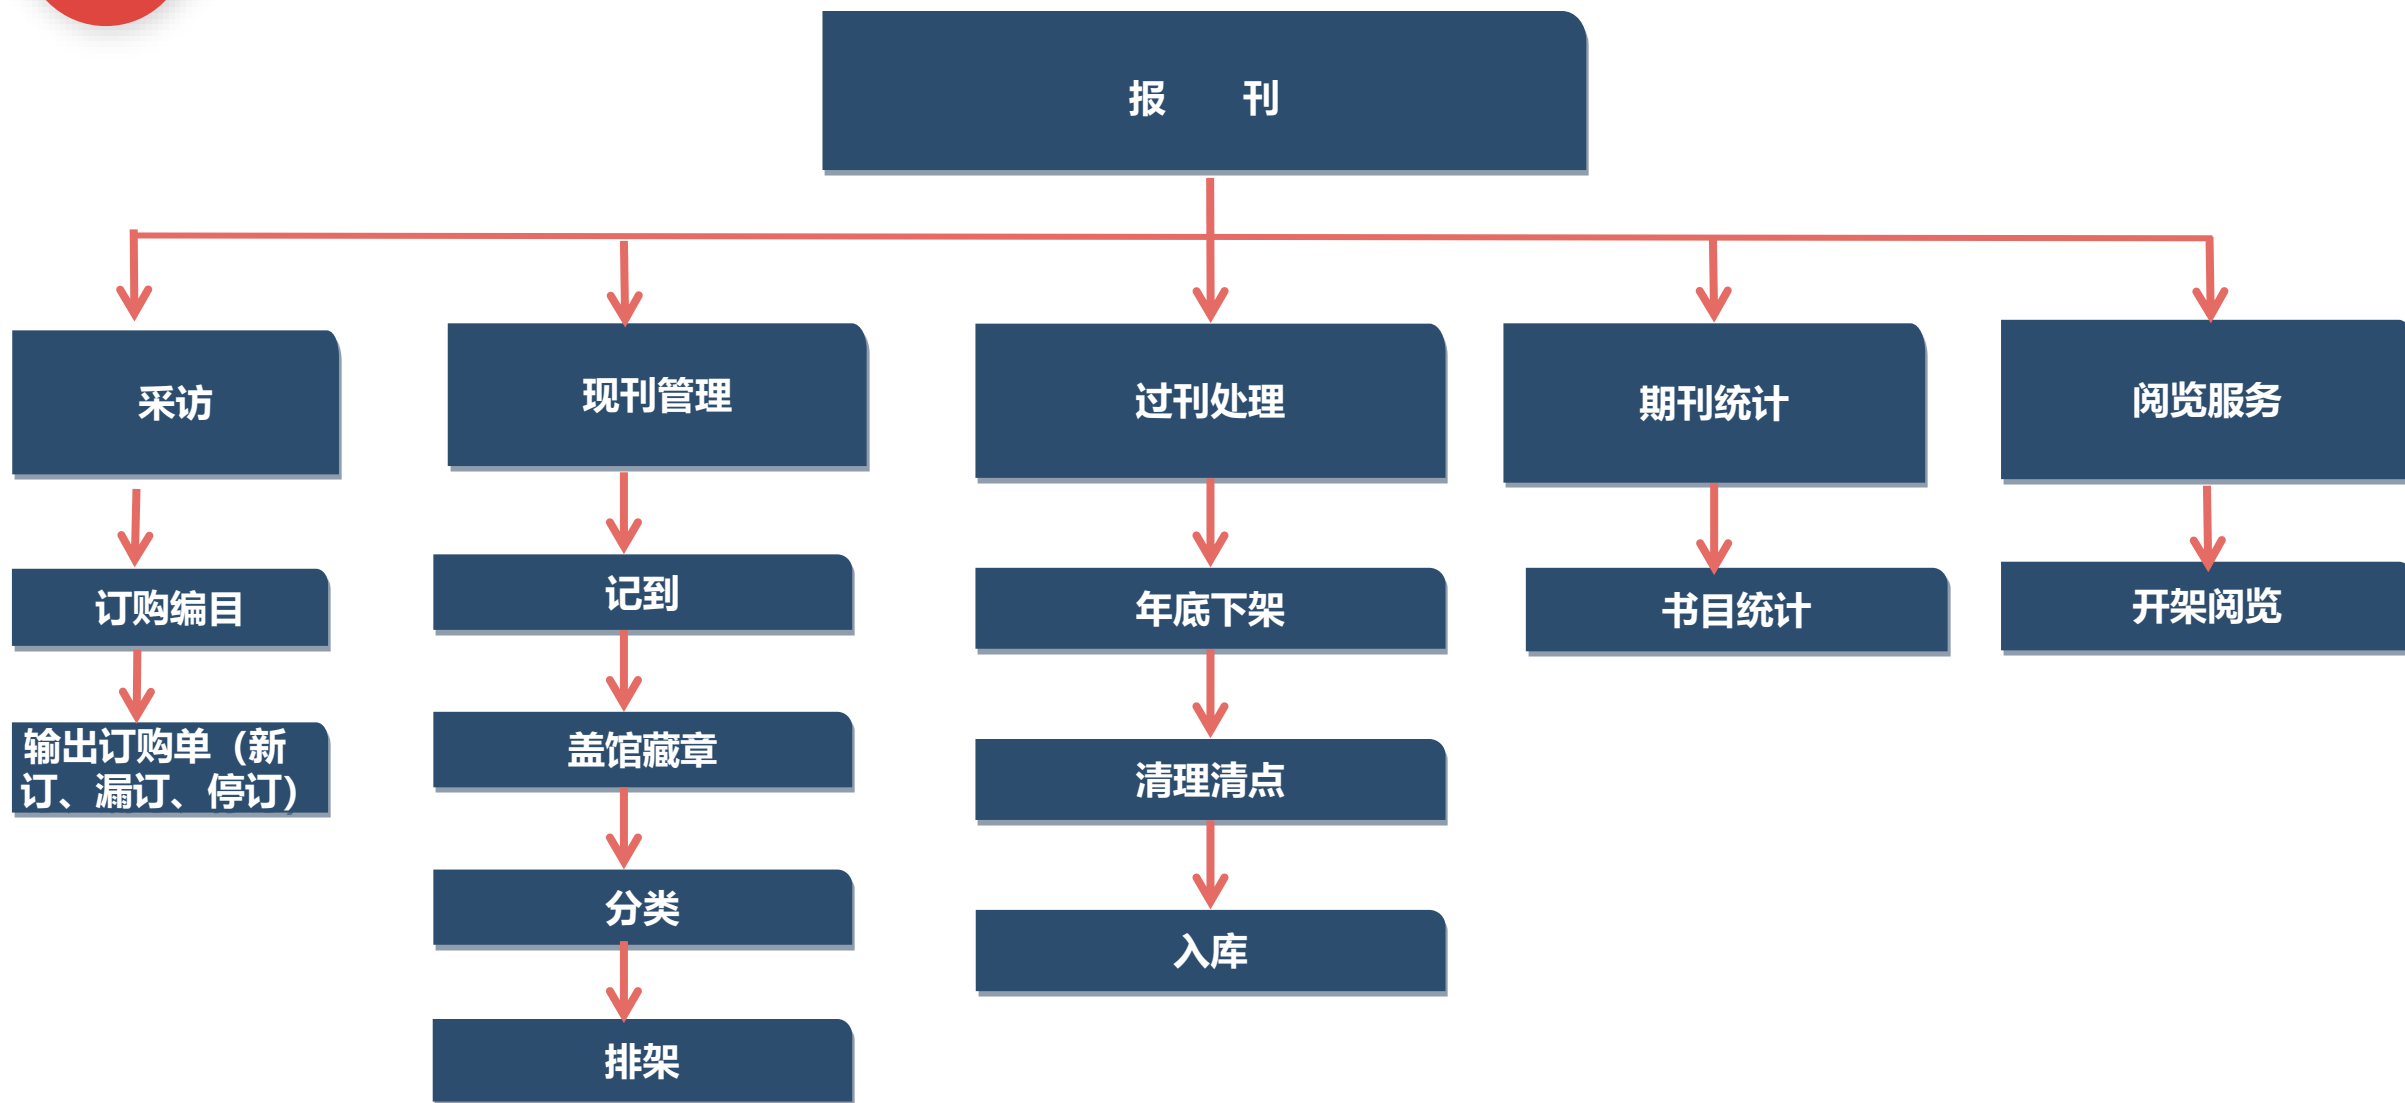 报 刊
采访
现刊管理
过刊处理
期刊统计
阅览服务
订购编目
记到
年底下架
书目统计
开架阅览
输出订购单（新
订、漏订、停订）
盖馆藏章
清理清点
分类
入库
排架